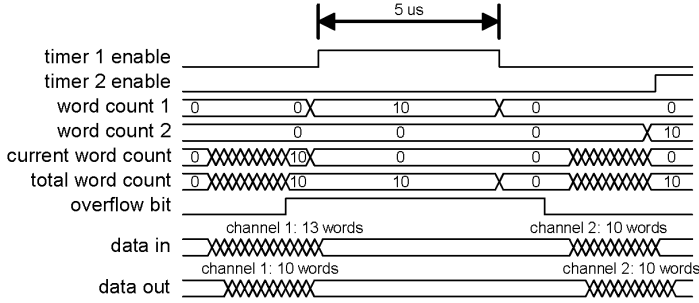 5 us
timer 1 enable
timer 2 enable
word count 1 0 0 10 0 0
word count 2 0 0 0 10
current word count 0 10 0 0 0
total word count 0 10 10 0 10
overflow bit
channel 1: 13 words channel 2: 10 words
data in
channel 1: 10 words channel 2: 10 words
data out